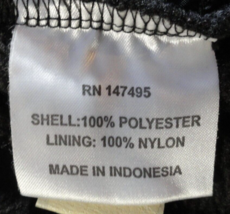 RN 147495
SHELL:100% POLYESTER
LINING: 100% NYLON
MADE IN INDONESIA